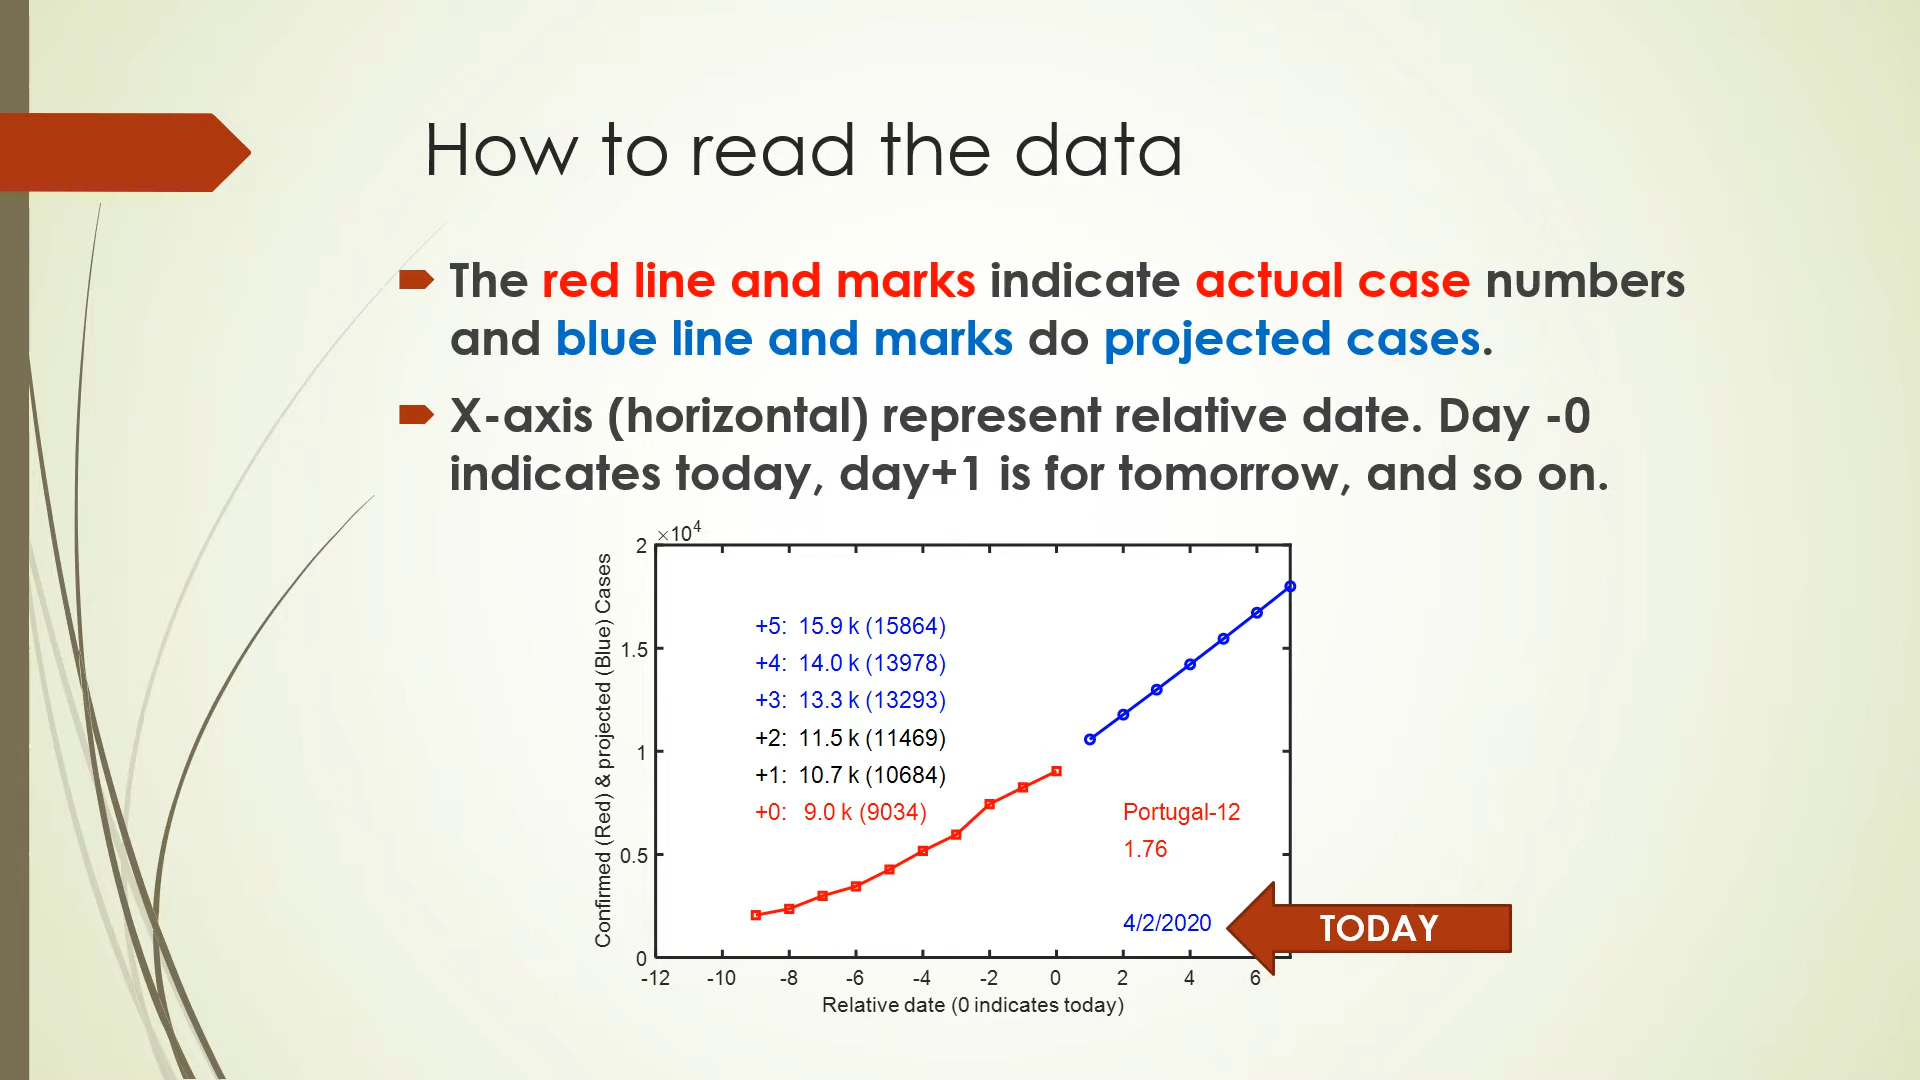 How to read the data
The red line and marks indicate actual case numbers
and blue line and marks do projected cases.
X-axis (horizontal) represent relative date. Day -0
indicates today, day+1 is for tomorrow, and so on.
×10⁴
2
1.5
1
0.5
0
Confirmed (Red) & projected (Blue) Cases
+5: 15.9 k (15864)
+4: 14.0 k (13978)
+3: 13.3 k (13293)
+2: 11.5 k (11469)
+1: 10.7 k (10684)
+0: 9.0 k (9034)
Portugal-12
1.76
4/2/2020
TODAY
-12 -10 -8 -6 -4 -2 0 2 4 6
Relative date (0 indicates today)